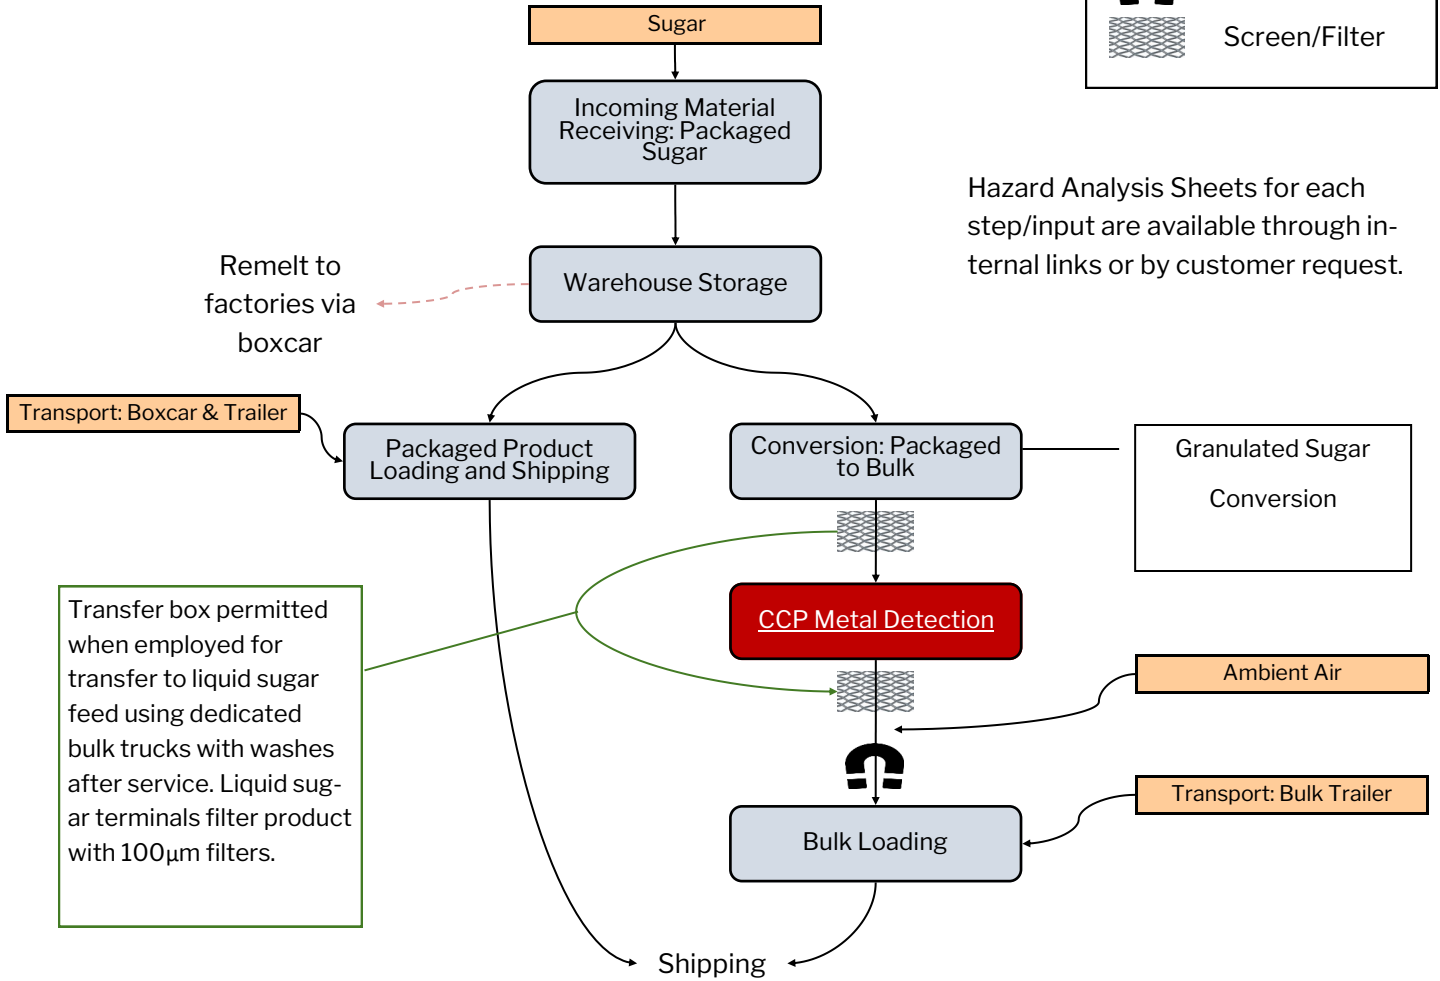 Sugar
Screen/Filter
Incoming Material
Receiving: Packaged
Sugar
Hazard Analysis Sheets for each
step/input are available through in-
ternal links or by customer request.
Remelt to
factories via
boxcar
Warehouse Storage
Transport: Boxcar & Trailer
Packaged Product
Loading and Shipping
Conversion: Packaged
to Bulk
Granulated Sugar
Conversion
Transfer box permitted
when employed for
transfer to liquid sugar
feed using dedicated
bulk trucks with washes
after service. Liquid sug-
ar terminals filter product
with 100µm filters.
CCP Metal Detection
Ambient Air
Transport: Bulk Trailer
Bulk Loading
Shipping